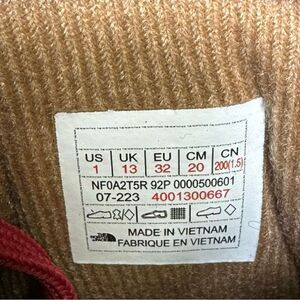 US UK EU CM CN
1 13 32 20 200(1.5)
NF0A2T5R 92P 0000500601
07-223 4001300667
MADE IN VIETNAM
FABRIQUE EN VIETNAM